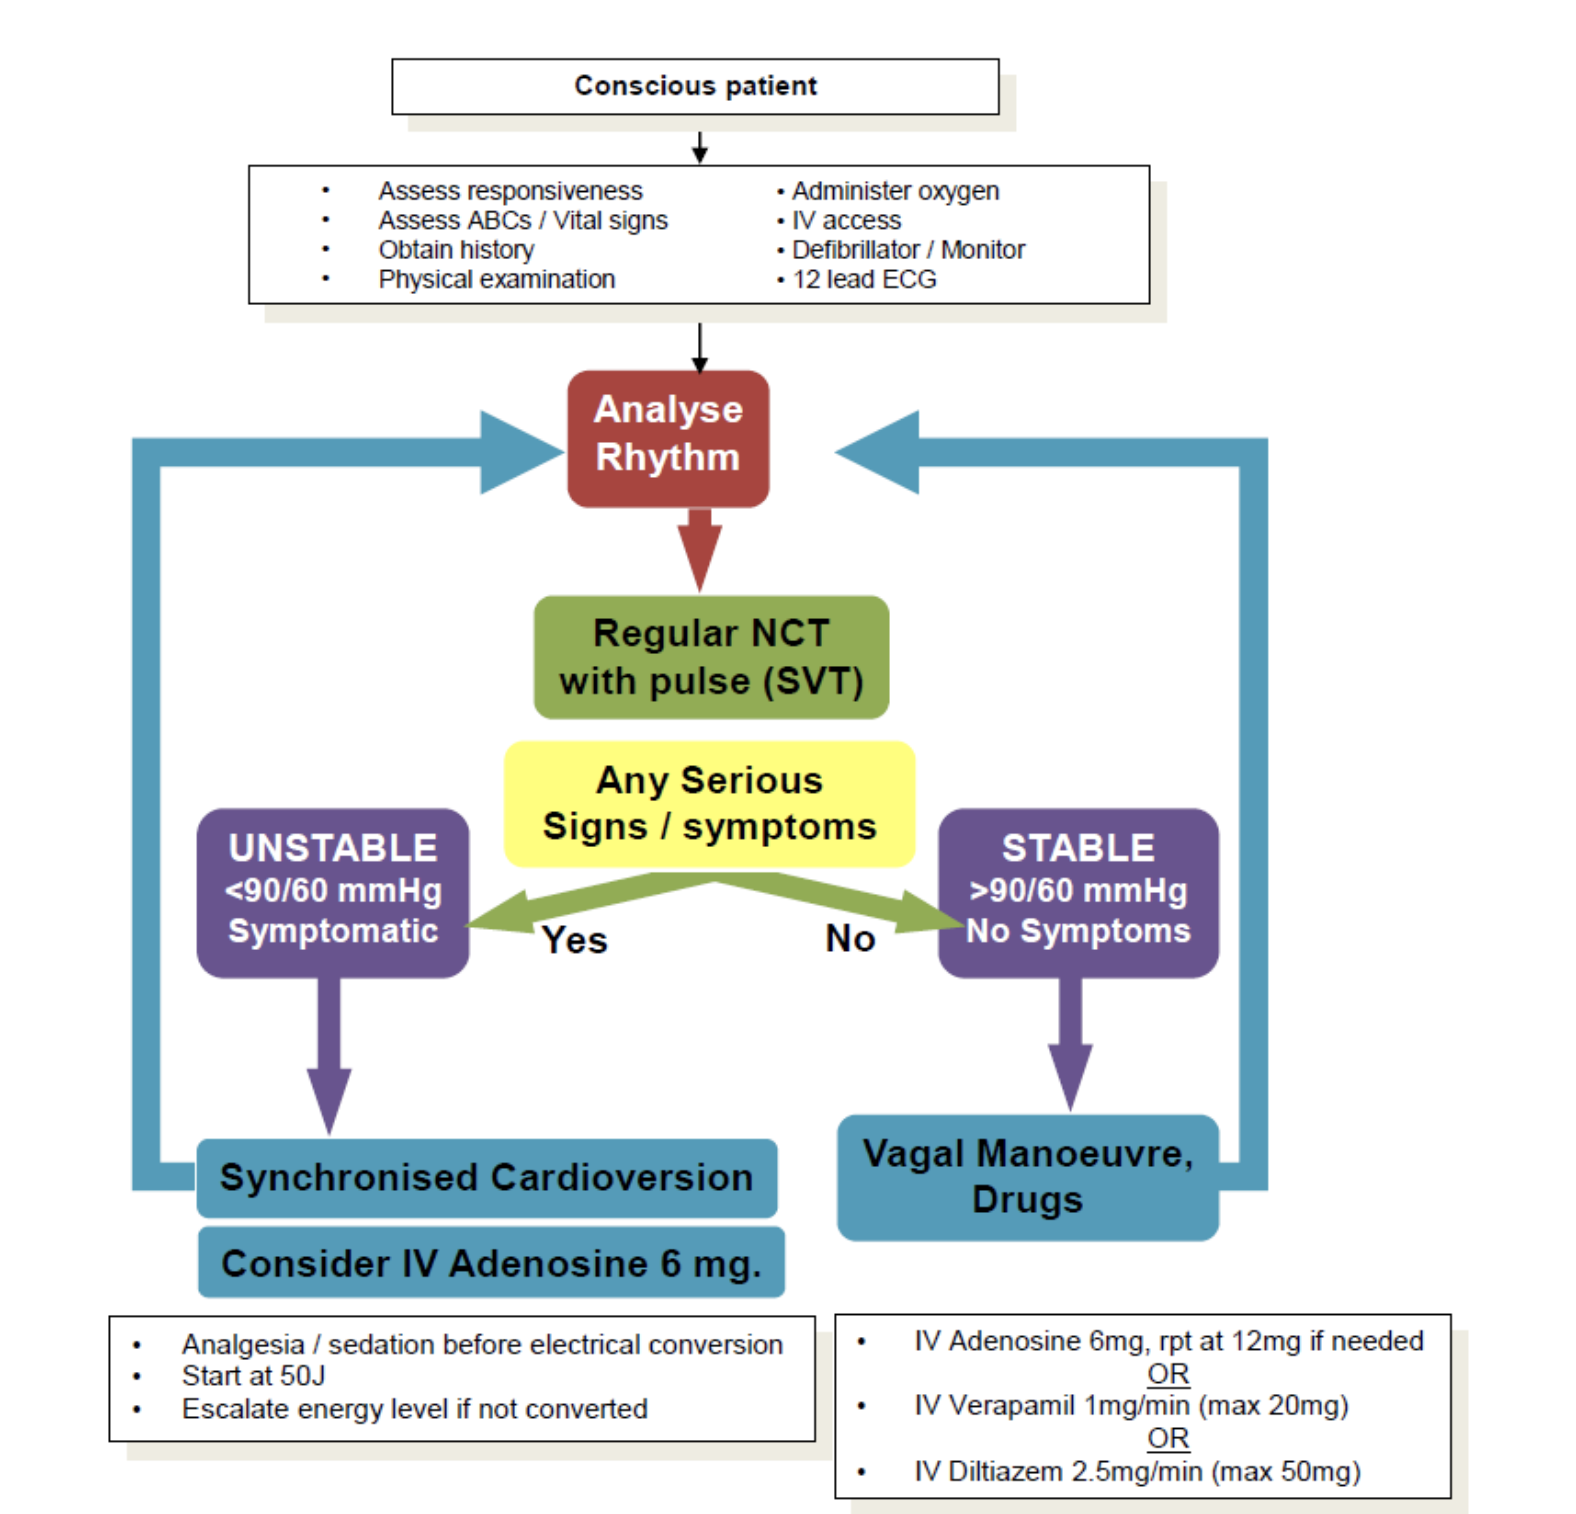 Conscious patient
• Assess responsiveness
• Assess ABCs / Vital signs
• Obtain history
• Physical examination
• Administer oxygen
• IV access
• Defibrillator / Monitor
• 12 lead ECG
Analyse
Rhythm
Regular NCT
with pulse (SVT)
Any Serious
Signs / symptoms
UNSTABLE
<90/60 mmHg
Symptomatic
Yes
No
STABLE
>90/60 mmHg
No Symptoms
Synchronised Cardioversion
Consider IV Adenosine 6 mg.
• Analgesia / sedation before electrical conversion
• Start at 50J
• Escalate energy level if not converted
Vagal Manoeuvre,
Drugs
• IV Adenosine 6mg, rpt at 12mg if needed
OR
• IV Verapamil 1mg/min (max 20mg)
OR
• IV Diltiazem 2.5mg/min (max 50mg)